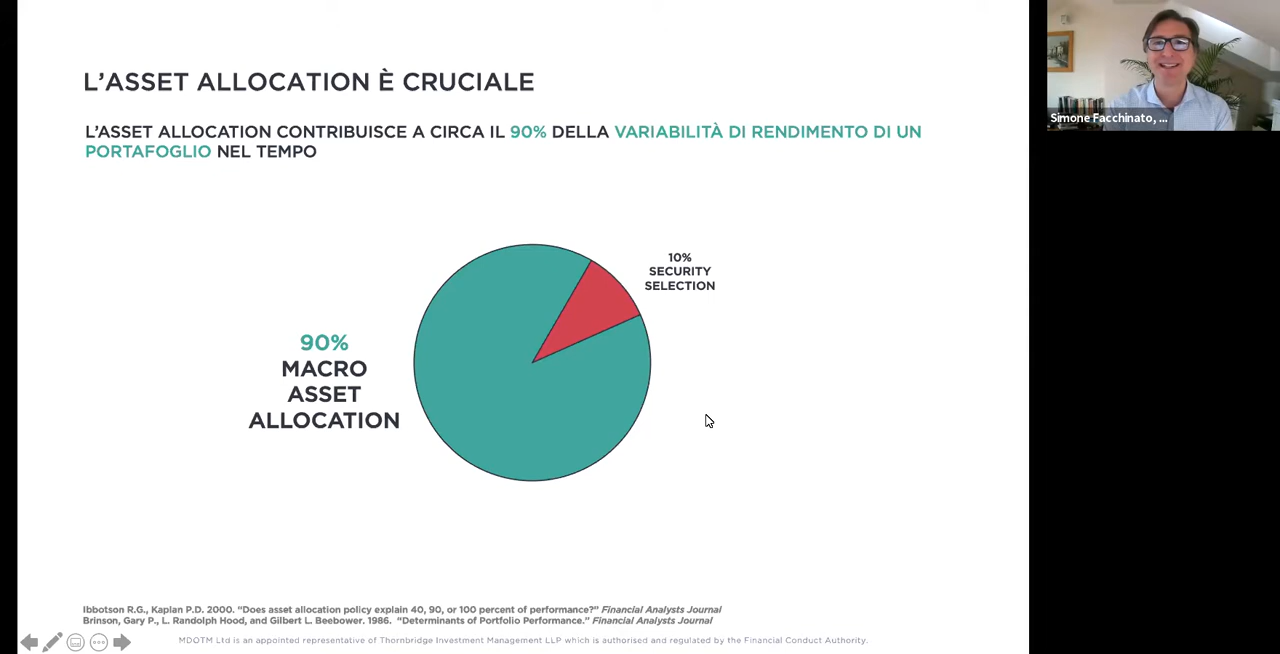 L'ASSET ALLOCATION È CRUCIALE
L'ASSET ALLOCATION CONTRIBUISCE A CIRCA IL 90% DELLA VARIABILITÀ DI RENDIMENTO DI UN
PORTAFOGLIO NEL TEMPO
10%
SECURITY
SELECTION
90%
MACRO
ASSET
ALLOCATION
Ibbotson R.G., Kaplan P.D. 2000. “Does asset allocation policy explain 40, 90, or 100 percent of performance?” Financial Analysts Journal
Brinson, Gary P., L. Randolph Hood, and Gilbert L. Beebower. 1986. “Determinants of Portfolio Performance.” Financial Analysts Journal
MDOTM Ltd is an appointed representative of Thornbridge Investment Management LLP which is authorised and regulated by the Financial Conduct Authority.
Simone Facchinato, ...